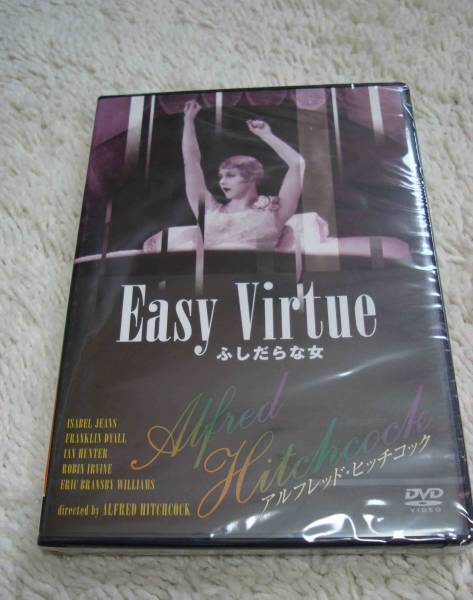 Easy Virtue
ふしだらな女
Alfred
Hitchcock
アルフレッド・ヒッチコック
ISABEL JEANS
FRANKLIN DYALL
IAN HUNTER
ROBIN IRVINE
ERIC BRANSBY WILLIAMS
directed by ALFRED HITCHCOCK
DVD
VIDEO